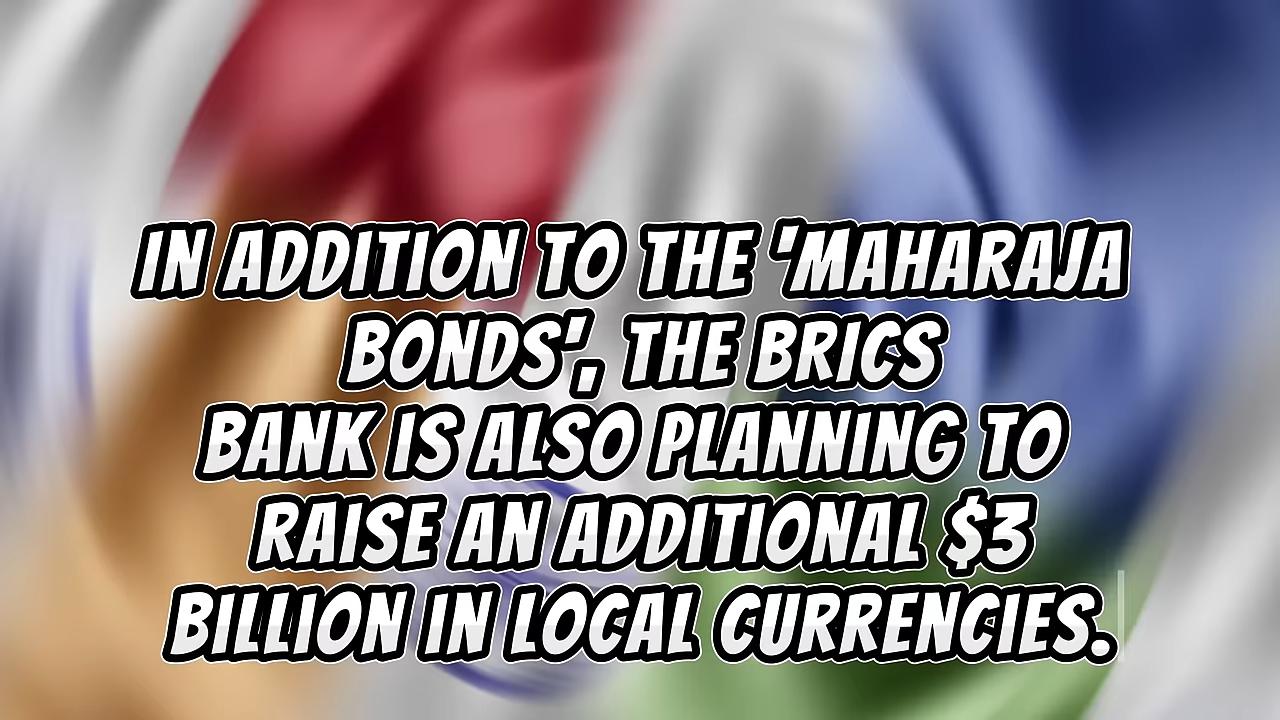 IN ADDITION TO THE 'MAHARAJA
BONDS', THE BRICS
BANK IS ALSO PLANNING TO
RAISE AN ADDITIONAL $3
BILLION IN LOCAL CURRENCIES.